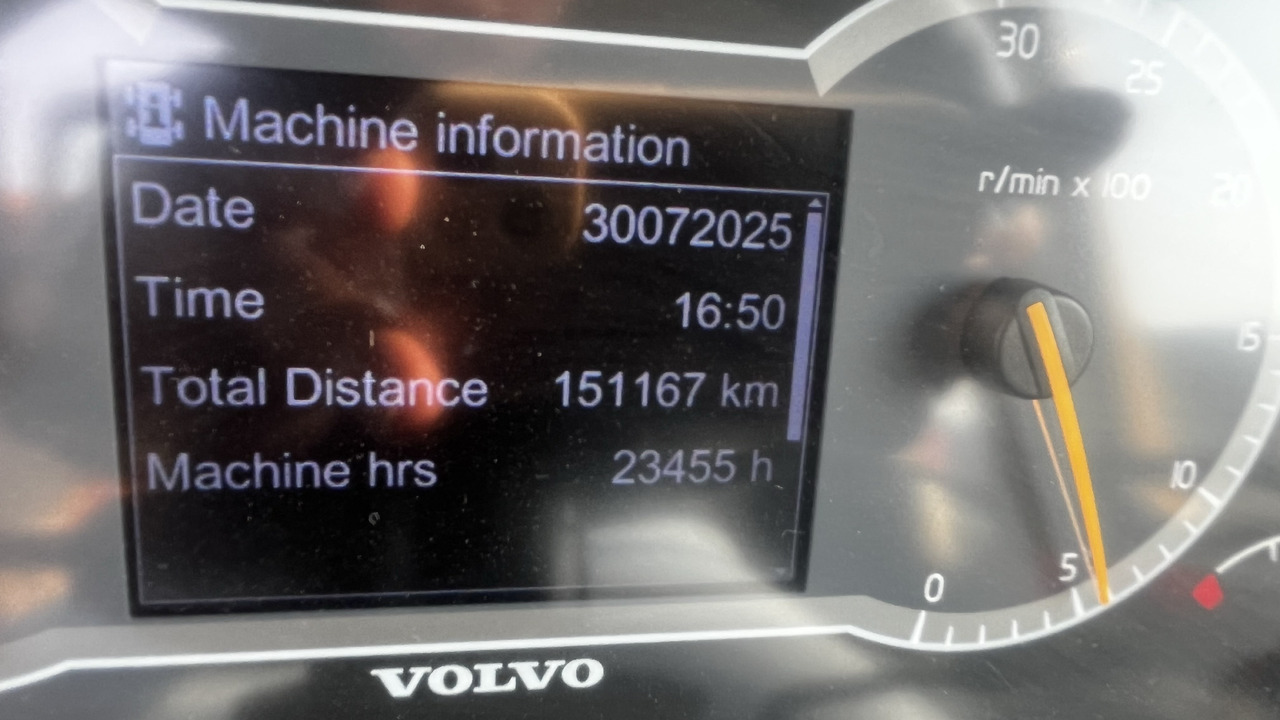 Machine information
Date 30072025
Time 16:50
Total Distance 151167 km
Machine hrs 23455 h
VOLVO
30
25
r/min x 100
20
15
10
5
0